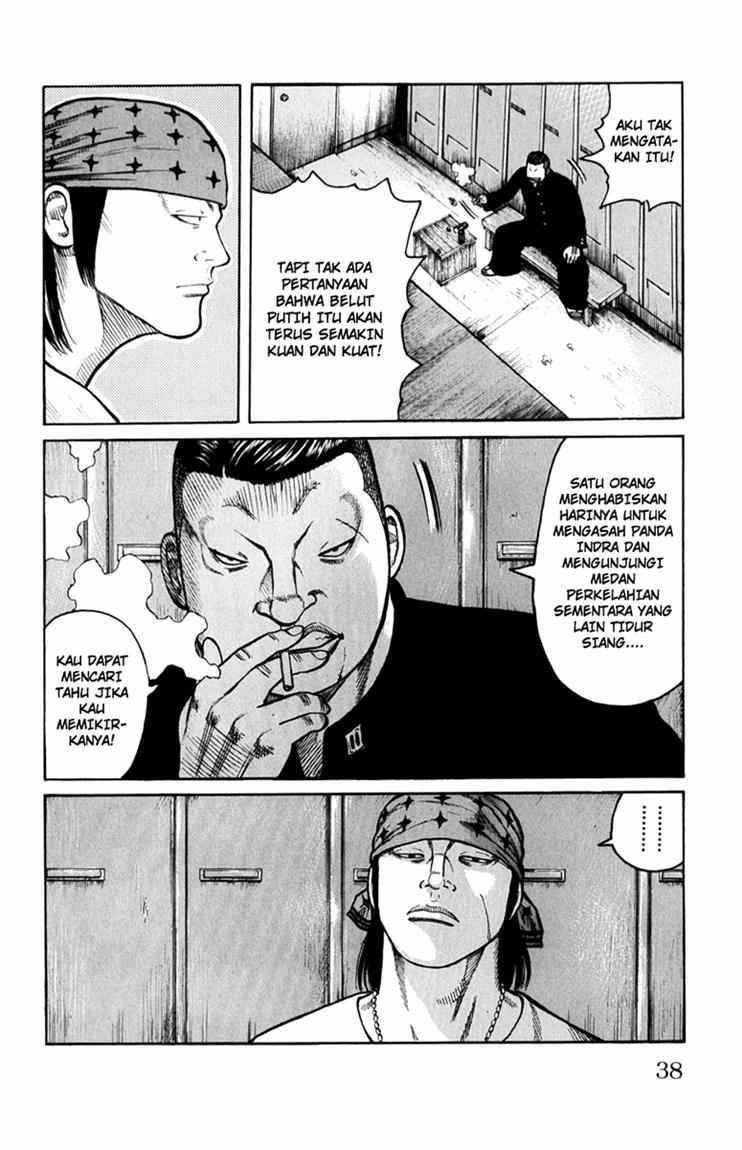 AKU TAK
MENGATA-
KAN ITU!
TAPI TAK ADA
PERTANYAAN
BAHWA BELUT
PUTIH ITU AKAN
TERUS SEMAKIN
KUAN DAN KUAT!
SATU ORANG
MENGHABISKAN
HARINYA UNTUK
MENGASAH PANDA
INDRA DAN
MENGUNJUNGI
MEDAN
PERKELAHIAN
SEMENTARA YANG
LAIN TIDUR
SIANG....
KAU DAPAT
MENCARI
TAHU JIKA
KAU
MEMIKIR-
KANYA!
38